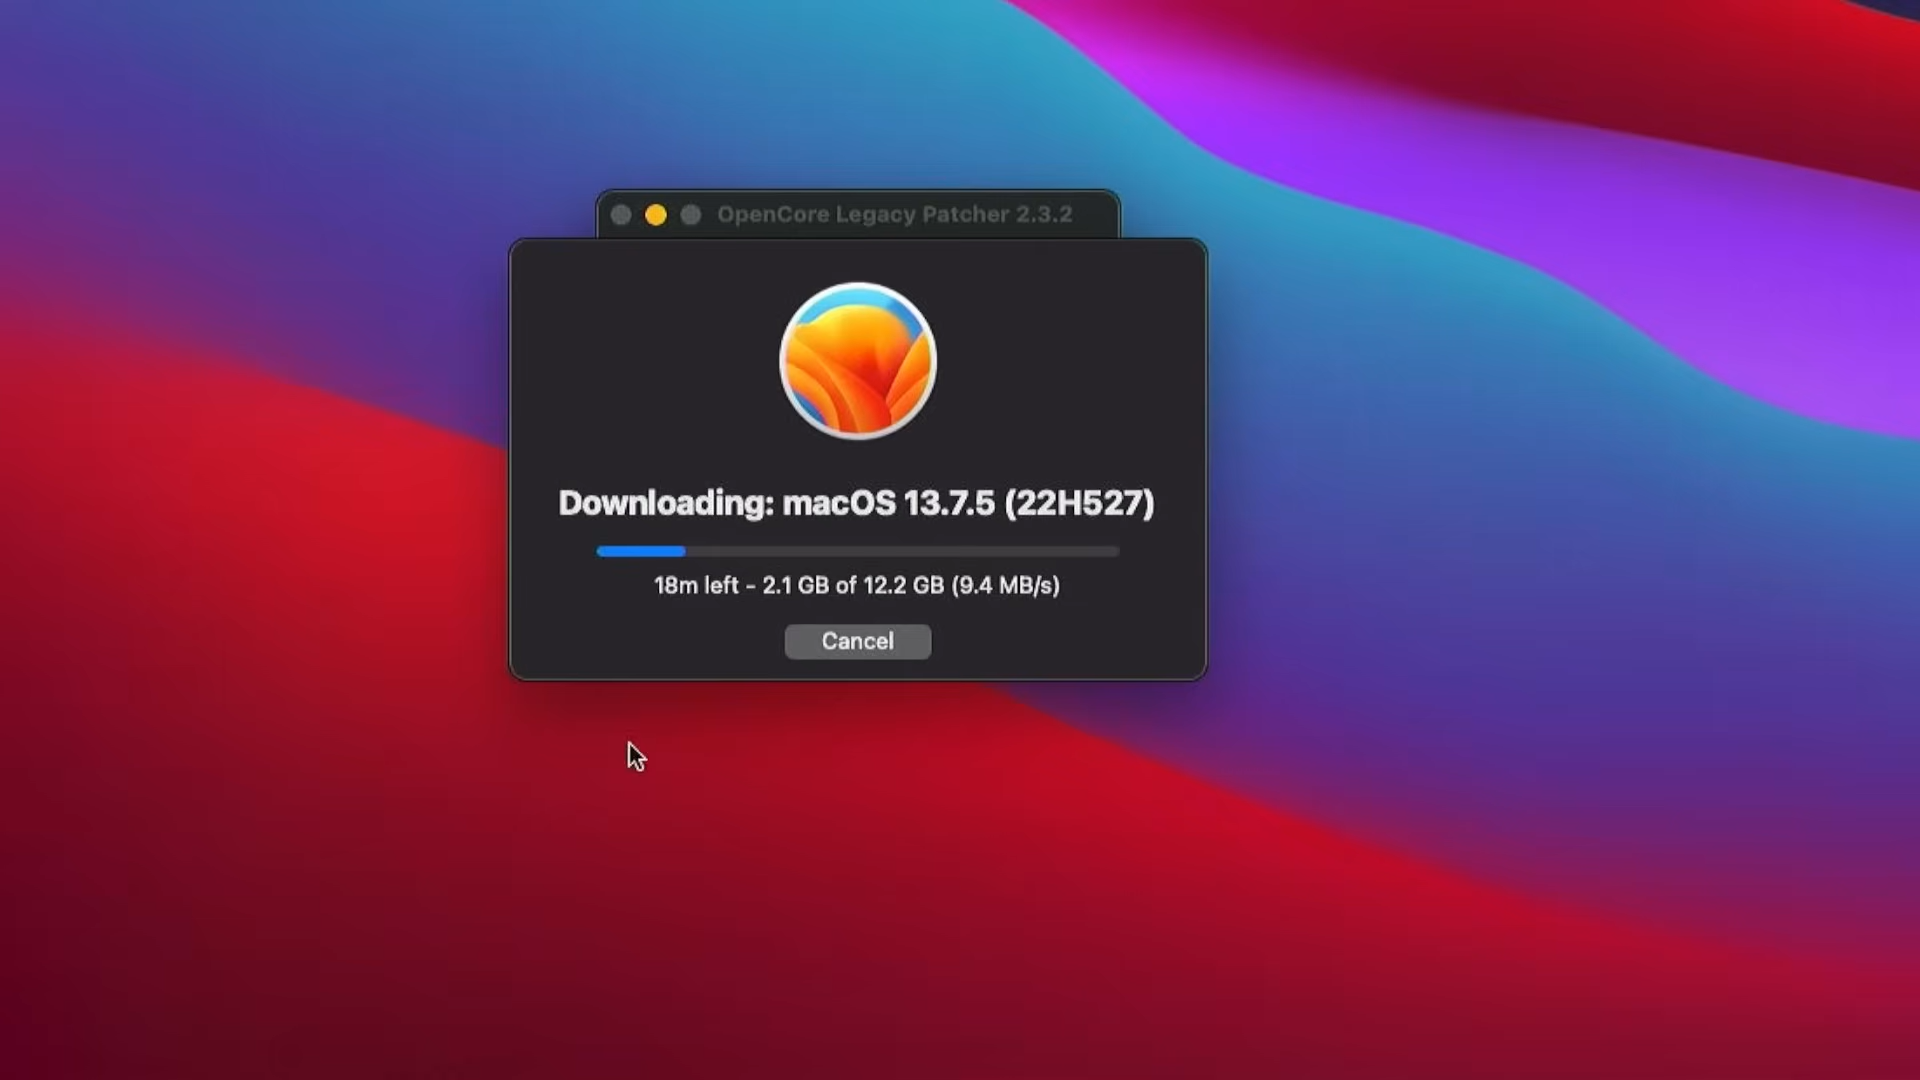 OpenCore Legacy Patcher 2.3.2
Downloading: macOS 13.7.5 (22H527)
18m left - 2.1 GB of 12.2 GB (9.4 MB/s)
Cancel